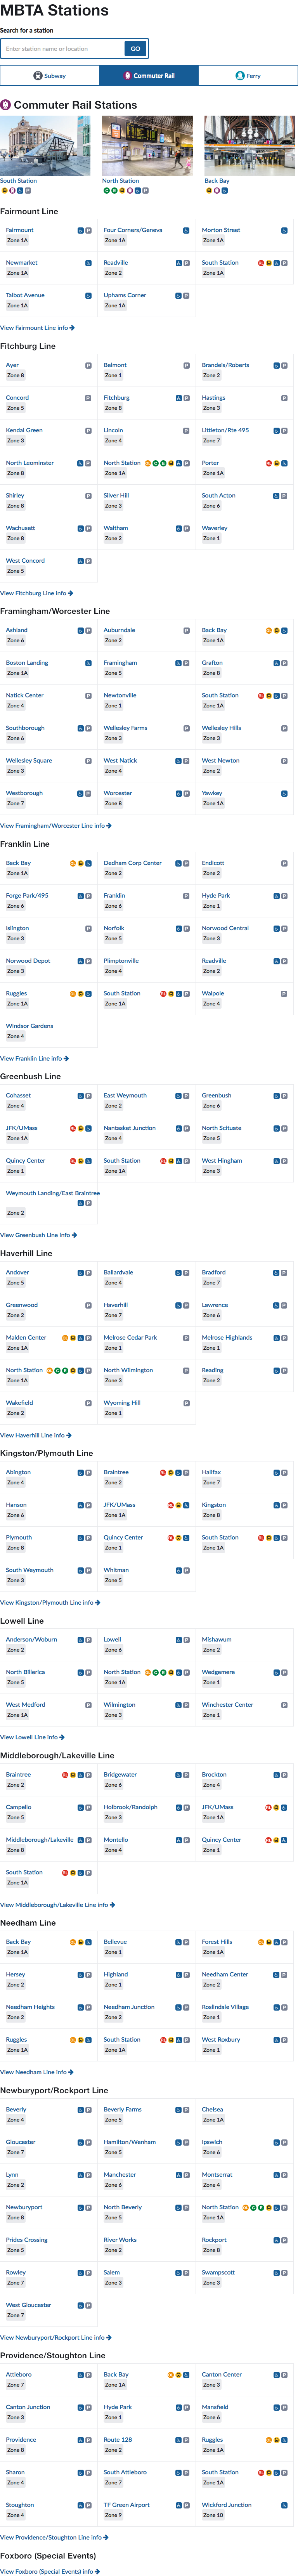 MBTA Stations
Search for a station
Enter station name or location
GO
Subway
Commuter Rail
Ferry
Commuter Rail Stations
South Station
North Station
Back Bay
Fairmount Line
Fairmount
Four Corners/Geneva
Morton Street
Zone 1A
Zone 1A
Zone 1A
Newmarket
Readville
South Station
Zone 1A
Zone 2
Zone 1A
Talbot Avenue
Uphams Corner
Zone 1A
Zone 1A
View Fairmount Line info
Fitchburg Line
Ayer
Belmont
Brandeis/Roberts
Zone 8
Zone 1
Zone 2
Concord
Fitchburg
Hastings
Zone 5
Zone 8
Zone 3
Kendal Green
Lincoln
Littleton/Rte 495
Zone 3
Zone 4
Zone 7
North Leominster
North Station
Porter
Zone 8
Zone 1A
Zone 1A
Shirley
Silver Hill
South Acton
Zone 8
Zone 3
Zone 6
Wachusett
Waltham
Waverley
Zone 8
Zone 2
Zone 1
West Concord
Zone 5
View Fitchburg Line info
Framingham/Worcester Line
Ashland
Auburndale
Back Bay
Zone 6
Zone 2
Zone 1A
Boston Landing
Framingham
Grafton
Zone 1A
Zone 5
Zone 8
Natick Center
Newtonville
South Station
Zone 4
Zone 1
Zone 1A
Southborough
Wellesley Farms
Wellesley Hills
Zone 6
Zone 3
Zone 3
Wellesley Square
West Natick
West Newton
Zone 3
Zone 4
Zone 2
Westborough
Worcester
Yawkey
Zone 7
Zone 8
Zone 1A
View Framingham/Worcester Line info
Franklin Line
Back Bay
Dedham Corp Center
Endicott
Zone 1A
Zone 2
Zone 2
Forge Park/495
Franklin
Hyde Park
Zone 6
Zone 6
Zone 1
Islington
Norfolk
Norwood Central
Zone 3
Zone 5
Zone 3
Norwood Depot
Plimptonville
Readville
Zone 3
Zone 4
Zone 2
Ruggles
South Station
Walpole
Zone 1A
Zone 1A
Zone 4
Windsor Gardens
Zone 4
View Franklin Line info
Greenbush Line
Cohasset
East Weymouth
Greenbush
Zone 4
Zone 2
Zone 6
JFK/UMass
Nantasket Junction
North Scituate
Zone 1A
Zone 4
Zone 5
Quincy Center
South Station
West Hingham
Zone 1
Zone 1A
Zone 3
Weymouth Landing/East Braintree
Zone 2
View Greenbush Line info
Haverhill Line
Andover
Ballardvale
Bradford
Zone 5
Zone 4
Zone 7
Greenwood
Haverhill
Lawrence
Zone 2
Zone 7
Zone 6
Malden Center
Melrose Cedar Park
Melrose Highlands
Zone 1A
Zone 1
Zone 1
North Station
North Wilmington
Reading
Zone 1A
Zone 3
Zone 2
Wakefield
Wyoming Hill
Zone 2
Zone 1
View Haverhill Line info
Kingston/Plymouth Line
Abington
Braintree
Halifax
Zone 4
Zone 2
Zone 7
Hanson
JFK/UMass
Kingston
Zone 6
Zone 1A
Zone 8
Plymouth
Quincy Center
South Station
Zone 8
Zone 1
Zone 1A
South Weymouth
Whitman
Zone 3
Zone 5
View Kingston/Plymouth Line info
Lowell Line
Anderson/Woburn
Lowell
Mishawum
Zone 2
Zone 6
Zone 2
North Billerica
North Station
Wedgemere
Zone 5
Zone 1A
Zone 1
West Medford
Wilmington
Winchester Center
Zone 1A
Zone 3
Zone 1
View Lowell Line info
Middleborough/Lakeville Line
Braintree
Bridgewater
Brockton
Zone 2
Zone 6
Zone 4
Campello
Holbrook/Randolph
JFK/UMass
Zone 5
Zone 3
Zone 1A
Middleborough/Lakeville
Montello
Quincy Center
Zone 8
Zone 4
Zone 1
South Station
Zone 1A
View Middleborough/Lakeville Line info
Needham Line
Back Bay
Bellevue
Forest Hills
Zone 1A
Zone 1
Zone 1A
Hersey
Highland
Needham Center
Zone 2
Zone 1
Zone 2
Needham Heights
Needham Junction
Roslindale Village
Zone 2
Zone 2
Zone 1
Ruggles
South Station
West Roxbury
Zone 1A
Zone 1A
Zone 1
View Needham Line info
Newburyport/Rockport Line
Beverly
Beverly Farms
Chelsea
Zone 4
Zone 5
Zone 1A
Gloucester
Hamilton/Wenham
Ipswich
Zone 7
Zone 5
Zone 6
Lynn
Manchester
Montserrat
Zone 2
Zone 6
Zone 4
Newburyport
North Beverly
North Station
Zone 8
Zone 5
Zone 1A
Prides Crossing
River Works
Rockport
Zone 5
Zone 2
Zone 8
Rowley
Salem
Swampscott
Zone 7
Zone 3
Zone 3
West Gloucester
Zone 7
View Newburyport/Rockport Line info
Providence/Stoughton Line
Attleboro
Back Bay
Canton Center
Zone 7
Zone 1A
Zone 3
Canton Junction
Hyde Park
Mansfield
Zone 3
Zone 1
Zone 6
Providence
Route 128
Ruggles
Zone 8
Zone 2
Zone 1A
Sharon
South Attleboro
South Station
Zone 4
Zone 7
Zone 1A
Stoughton
TF Green Airport
Wickford Junction
Zone 4
Zone 9
Zone 10
View Providence/Stoughton Line info
Foxboro (Special Events)
View Foxboro (Special Events) info